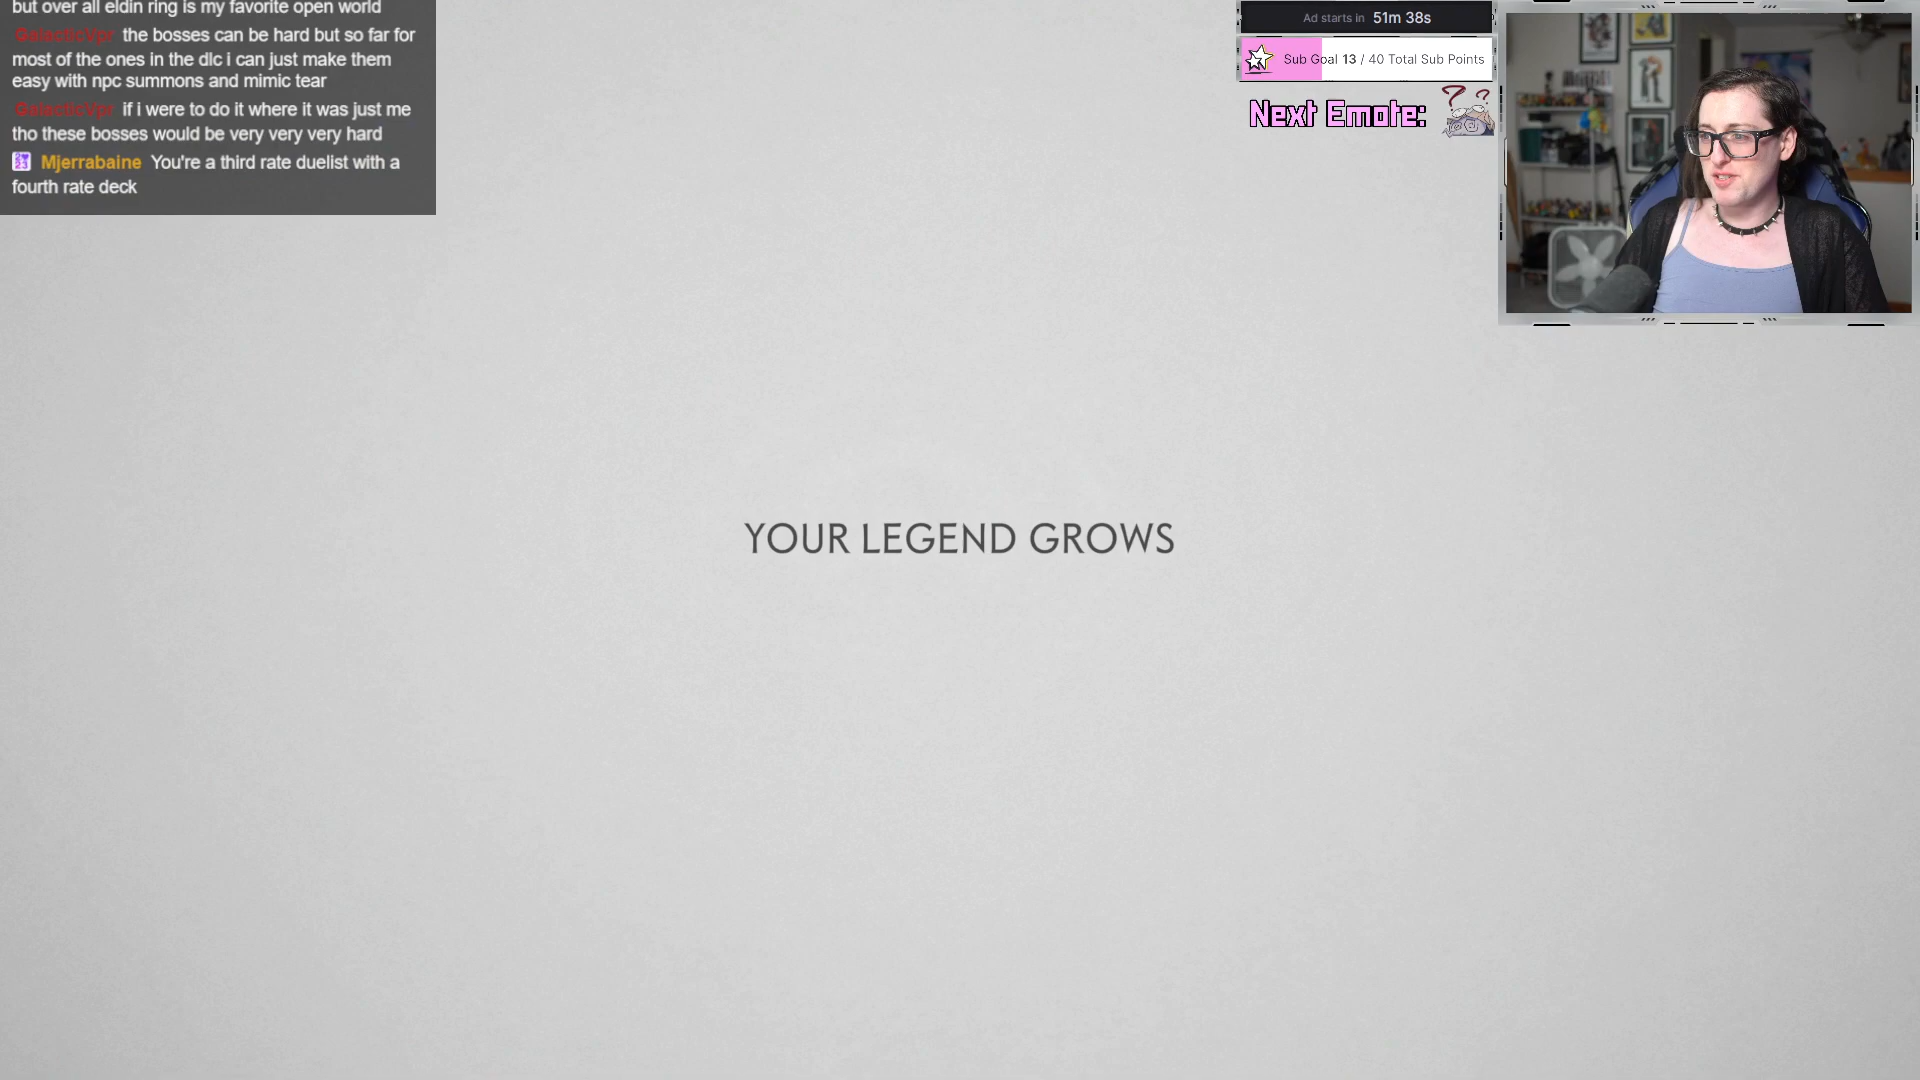 but over all eldin ring is my favorite open world
GalacticVpr the bosses can be hard but so far for
most of the ones in the dlc i can just make them
easy with npc summons and mimic tear
GalacticVpr if i were to do it where it was just me
tho these bosses would be very very very hard
Mjerrabaine You're a third rate duelist with a
fourth rate deck
Ad starts in 51m 38s
Sub Goal 13 / 40 Total Sub Points
Next Emote:
YOUR LEGEND GROWS